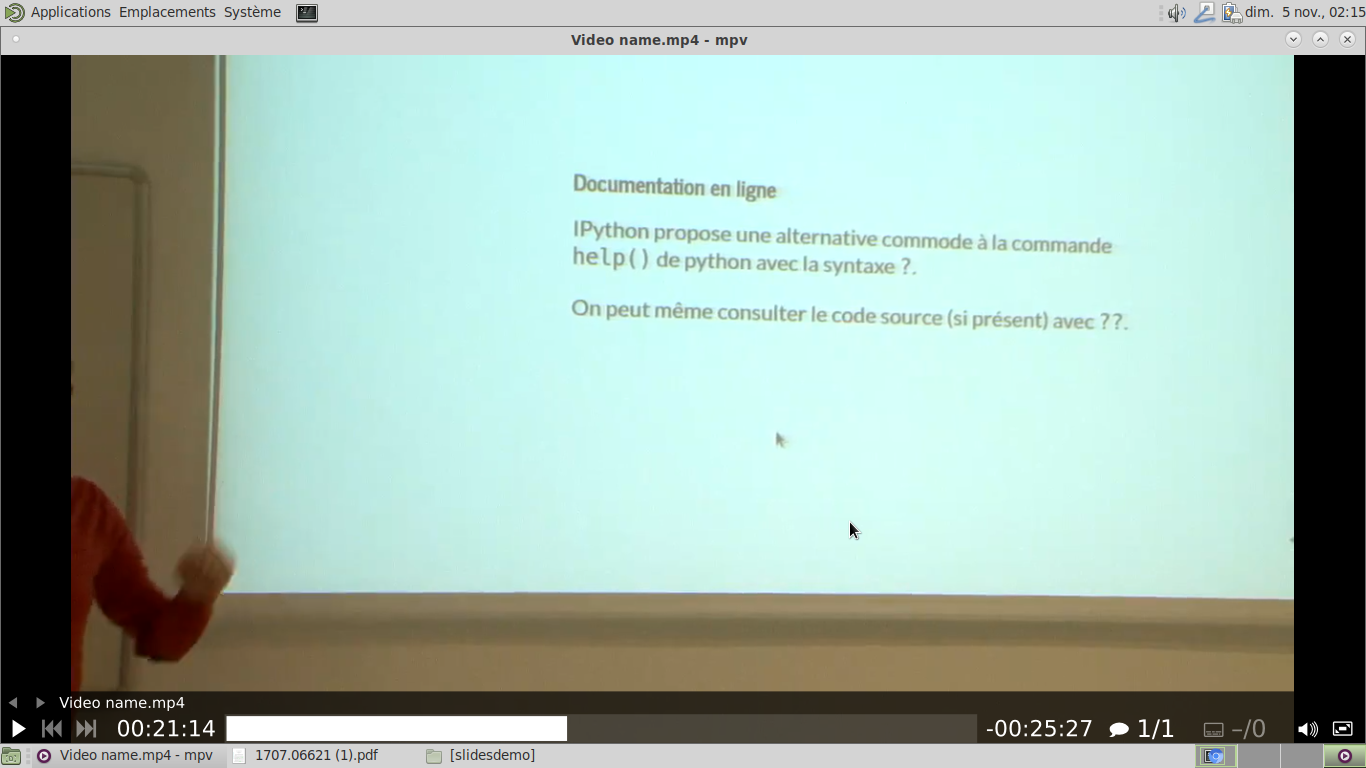 Applications Emplacements Système
dim. 5 nov., 02:15
Video name.mp4 - mpv
Documentation en ligne
IPython propose une alternative commode à la commande
help() de python avec la syntaxe ?.
On peut même consulter le code source (si présent) avec ??.
Video name.mp4
00:21:14
-00:25:27
1/1
–/0
Video name.mp4 - mpv
1707.06621 (1).pdf
[slidesdemo]